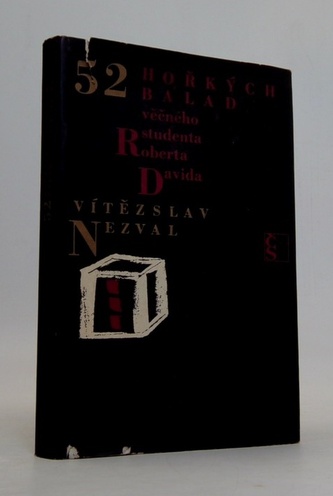 52 HOŘKÝCH
BALAD
věčného
studenta
Roberta
Davida
VÍTĚZSLAV
NEZVAL
ČS